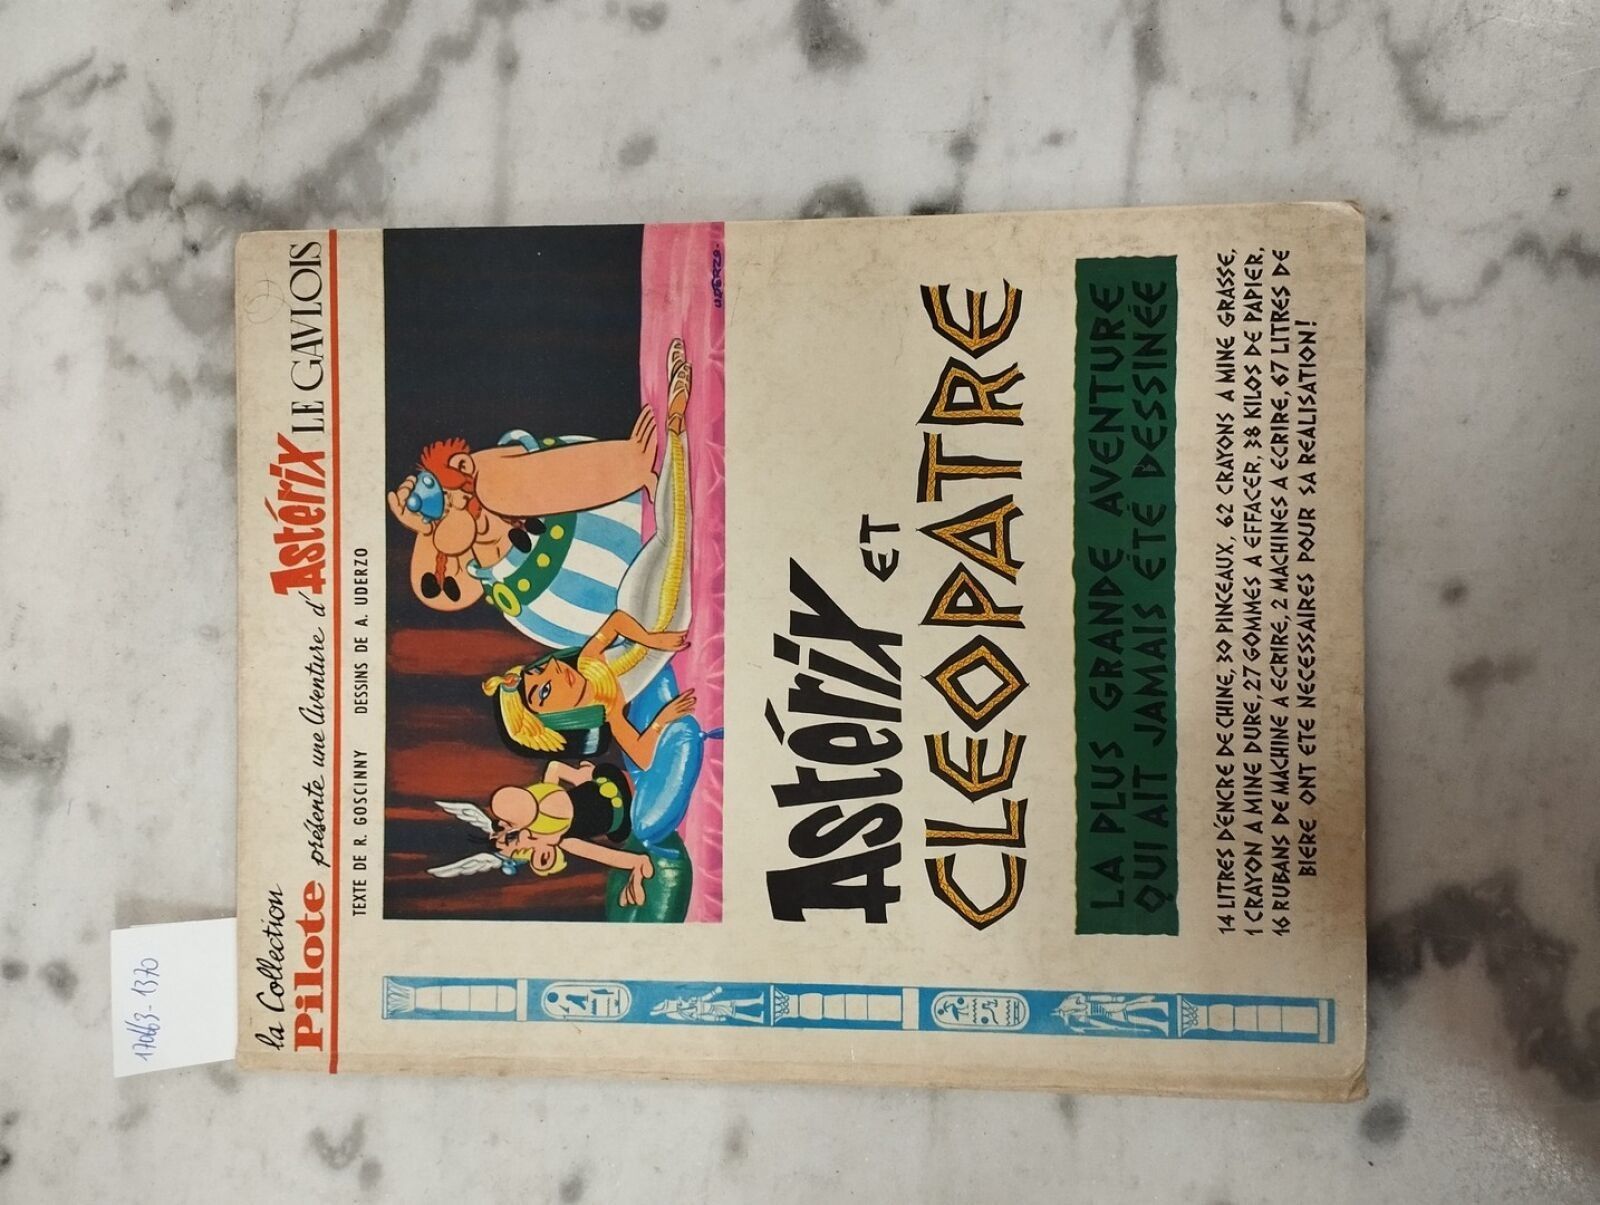 17063-1370
la Collection
Pilote présente une Aventure d'Astérix LE GAVLOIS
TEXTE DE R. GOSCINNY DESSINS DE A. UDERZO
UDERZO
Astérix
ET
CLEOPATRE
LA PLUS GRANDE AVENTURE
QUI AIT JAMAIS ÉTÉ DESSINÉE
14 LITRES D'ENCRE DE CHINE, 30 PINCEAUX, 62 CRAYONS A MINE GRASSE,
1 CRAYON A MINE DURE, 27 GOMMES A EFFACER, 38 KILOS DE PAPIER,
16 RUBANS DE MACHINE A ECRIRE, 2 MACHINES A ECRIRE, 67 LITRES DE
BIERE ONT ETE NECESSAIRES POUR SA REALISATION!